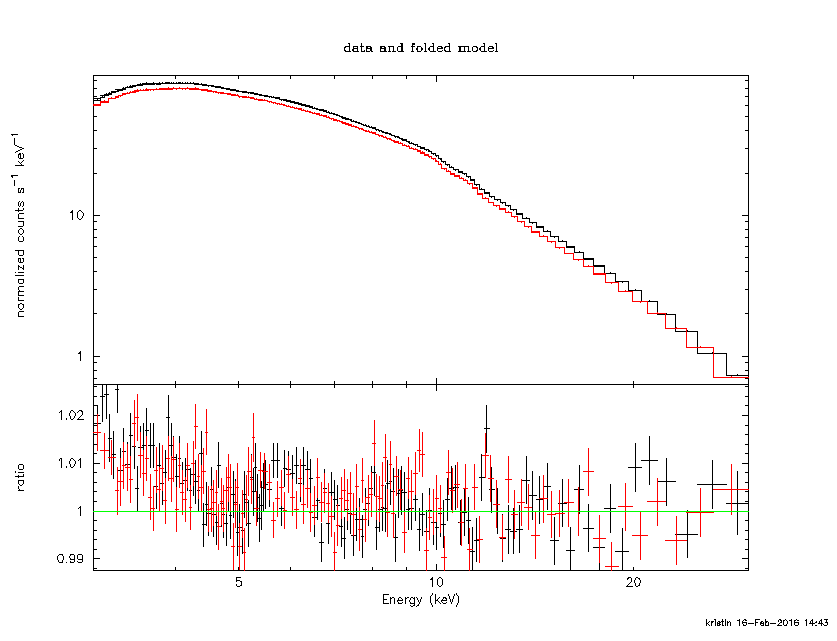 data and folded model
normalized counts s⁻¹ keV⁻¹
10
1
ratio
1.02
1.01
1
0.99
5
10
20
Energy (keV)
kristin 16-Feb-2016 14:43